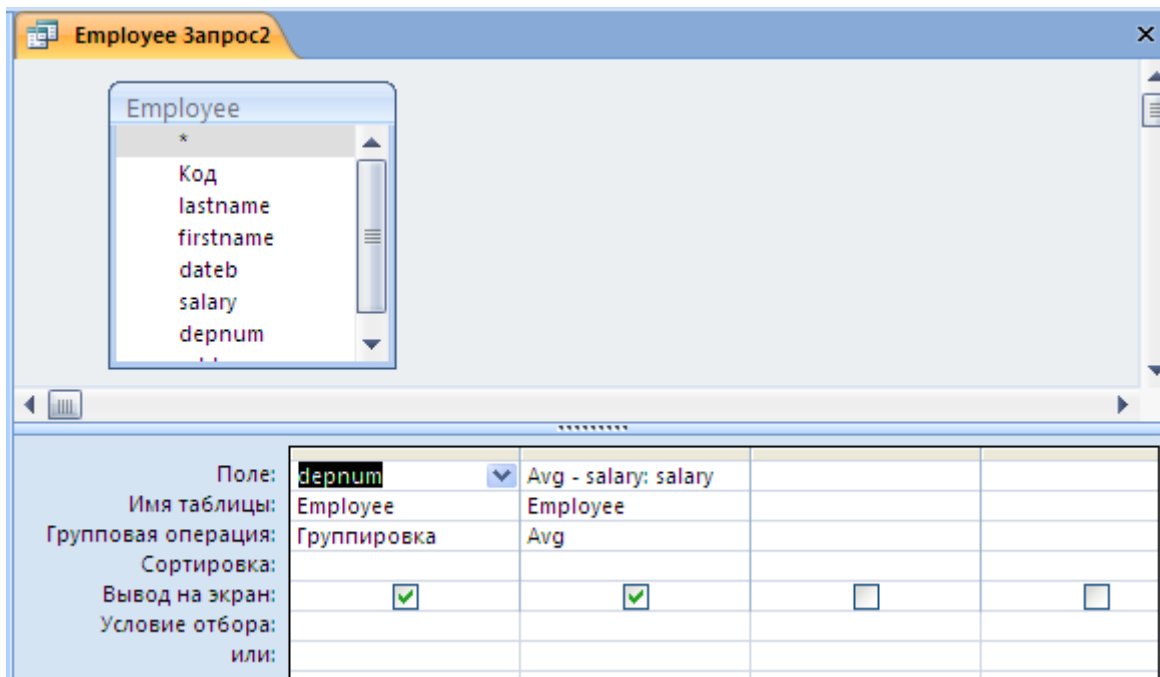 Employee Запрос2
Employee
*
Код
lastname
firstname
dateb
salary
depnum
Поле: depnum Avg - salary: salary
Имя таблицы: Employee Employee
Групповая операция: Группировка Avg
Сортировка:
Вывод на экран:
Условие отбора:
или: